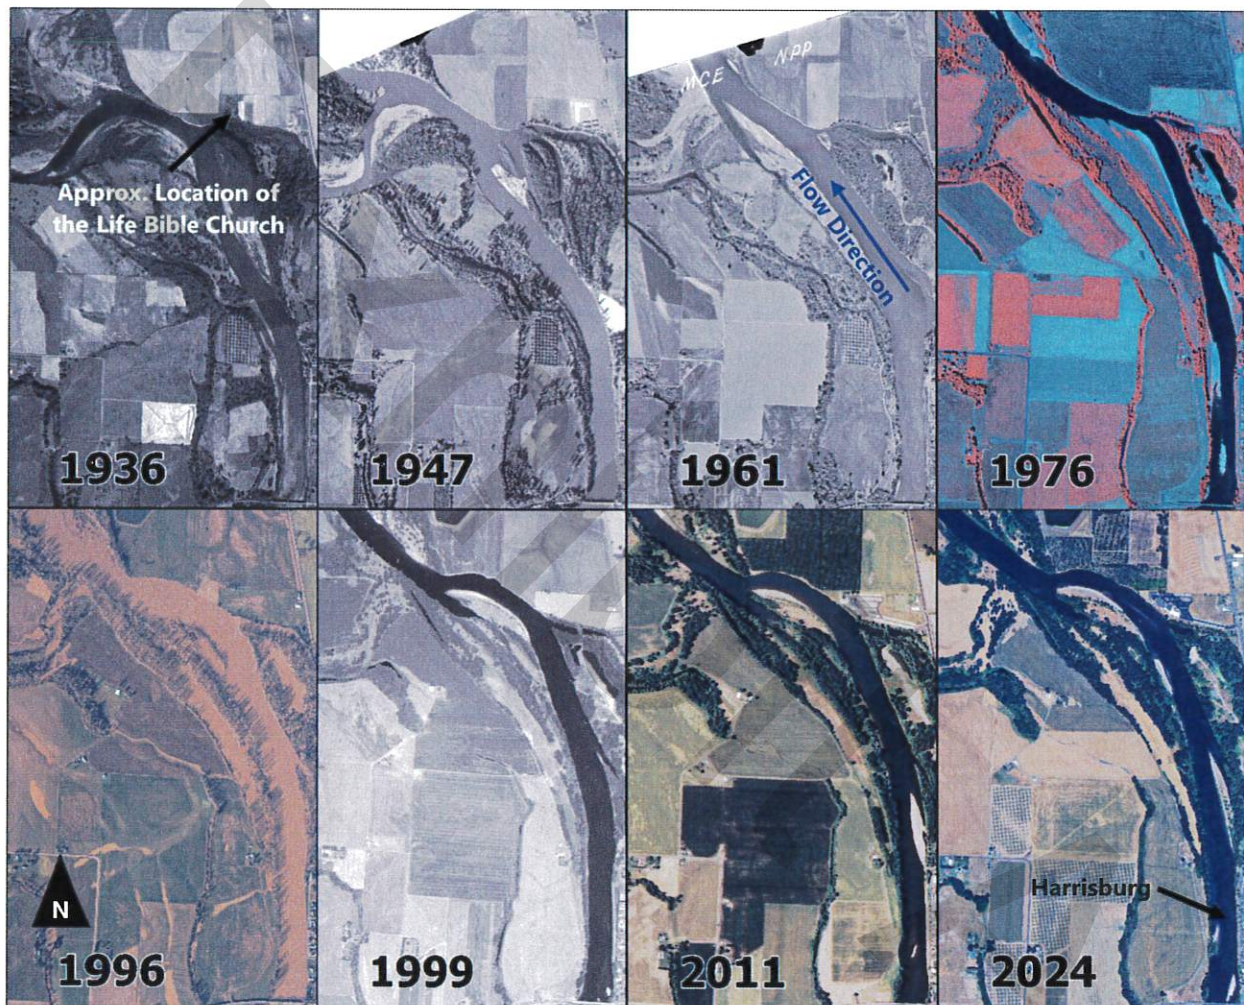 MCE
NPP
Approx. Location of
the Life Bible Church
Flow Direction
1936
1947
1961
1976
N
Harrisburg
1996
1999
2011
2024